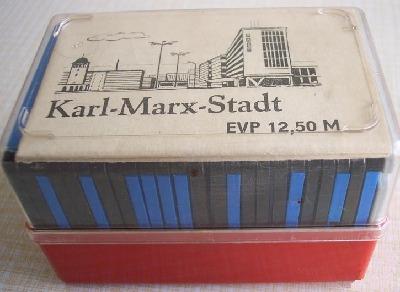 Karl-Marx-Stadt
EVP 12,50 M